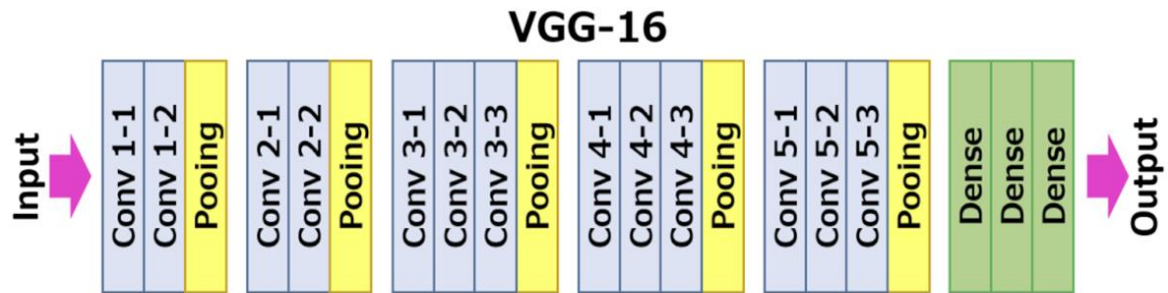 VGG-16
Input
Conv 1-1
Conv 1-2
Pooing
Conv 2-1
Conv 2-2
Pooing
Conv 3-1
Conv 3-2
Conv 3-3
Pooing
Conv 4-1
Conv 4-2
Conv 4-3
Pooing
Conv 5-1
Conv 5-2
Conv 5-3
Pooing
Dense
Dense
Dense
Output